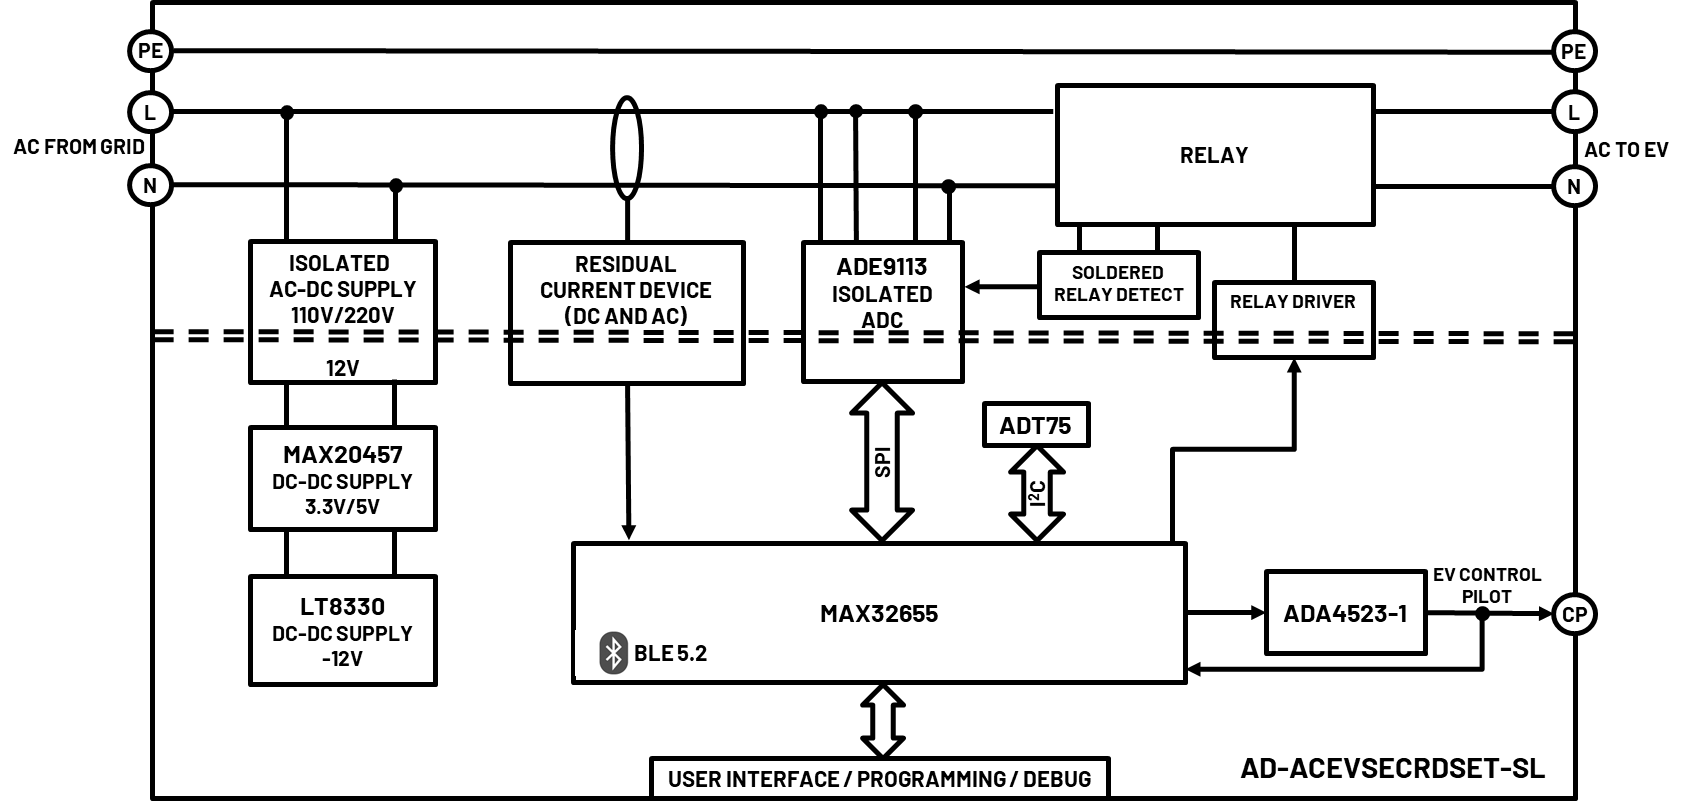 PE
PE
L
L
AC FROM GRID
AC TO EV
RELAY
N
N
ISOLATED
AC-DC SUPPLY
110V/220V
12V
RESIDUAL
CURRENT DEVICE
(DC AND AC)
ADE9113
ISOLATED
ADC
SOLDERED
RELAY DETECT
RELAY DRIVER
MAX20457
DC-DC SUPPLY
3.3V/5V
SPI
ADT75
I²C
LT8330
DC-DC SUPPLY
-12V
MAX32655
BLE 5.2
ADA4523-1
EV CONTROL
PILOT
CP
USER INTERFACE / PROGRAMMING / DEBUG
AD-ACEVSECRDSET-SL